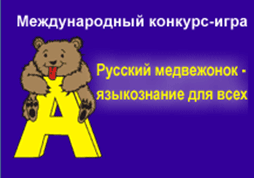 Международный конкурс-игра
Русский медвежонок -
языкознание для всех
А